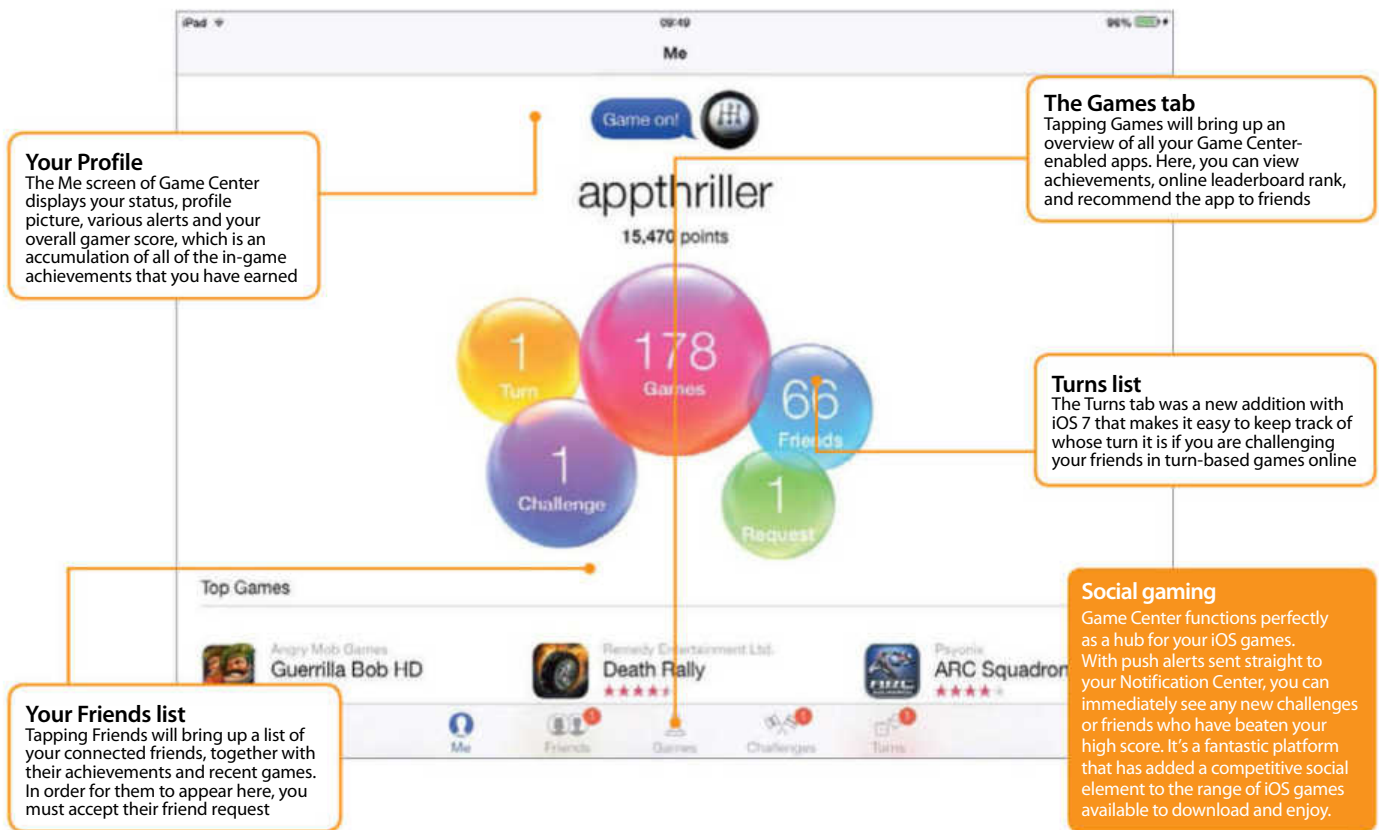 iPad
09:49
96%
Me
Game on!
appthriller
15,470 points
1
Turn
178
Games
66
Friends
1
Challenge
1
Request
Top Games
Angry Mob Games
Guerrilla Bob HD
Remedy Entertainment Ltd.
Death Rally
Psyonix
ARC Squadron
Me
1
Friends
Games
1
Challenges
1
Turns
Your Profile
The Me screen of Game Center
displays your status, profile
picture, various alerts and your
overall gamer score, which is an
accumulation of all of the in-game
achievements that you have earned
Your Friends list
Tapping Friends will bring up a list of
your connected friends, together with
their achievements and recent games.
In order for them to appear here, you
must accept their friend request
The Games tab
Tapping Games will bring up an
overview of all your Game Center-
enabled apps. Here, you can view
achievements, online leaderboard rank,
and recommend the app to friends
Turns list
The Turns tab was a new addition with
iOS 7 that makes it easy to keep track of
whose turn it is if you are challenging
your friends in turn-based games online
Social gaming
Game Center functions perfectly
as a hub for your iOS games.
With push alerts sent straight to
your Notification Center, you can
immediately see any new challenges
or friends who have beaten your
high score. It's a fantastic platform
that has added a competitive social
element to the range of iOS games
available to download and enjoy.